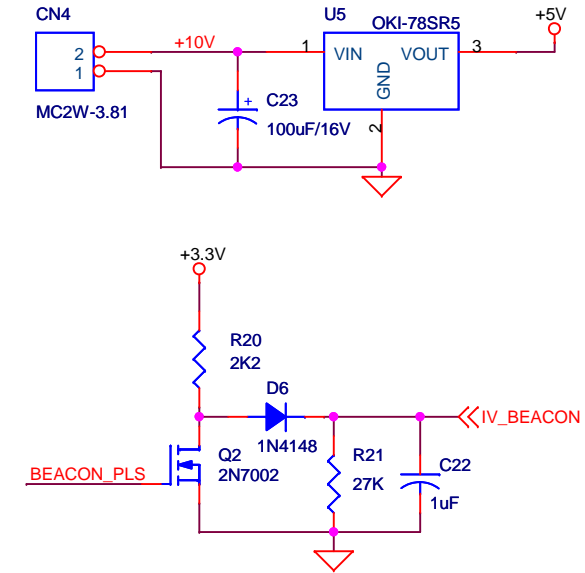 CN4
U5
OKI-78SR5
+5V
+10V
2
1
1
VIN
VOUT
3
GND
2
MC2W-3.81
+
C23
100uF/16V
+3.3V
R20
2K2
D6
1N4148
IV_BEACON
BEACON_PLS
Q2
2N7002
R21
27K
C22
1uF